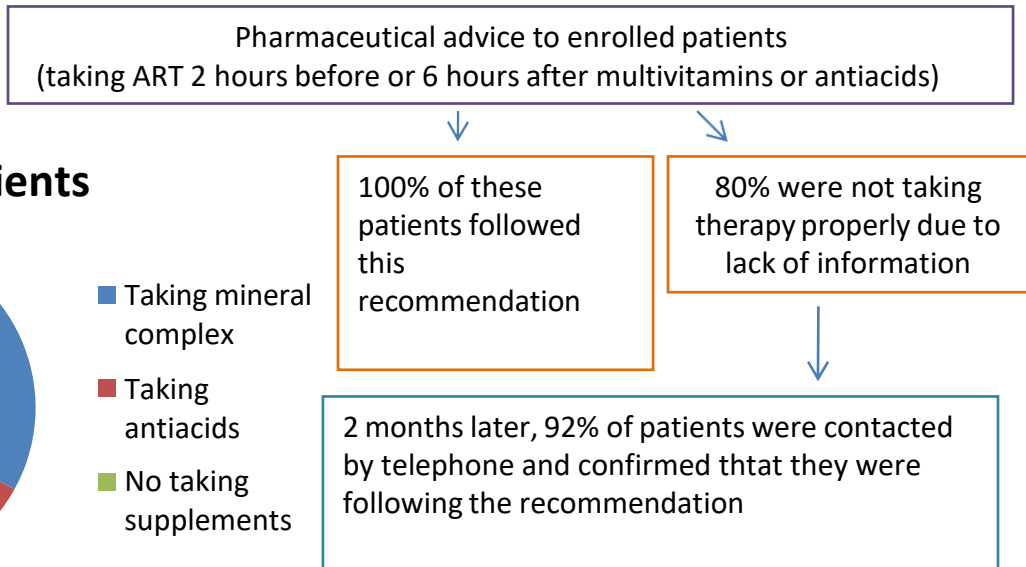 Pharmaceutical advice to enrolled patients
(taking ART 2 hours before or 6 hours after multivitamins or antiacids)
ients
Taking mineral
complex
Taking
antiacids
No taking
supplements
100% of these
patients followed
this
recommendation
80% were not taking
therapy properly due to
lack of information
2 months later, 92% of patients were contacted
by telephone and confirmed thtat they were
following the recommendation